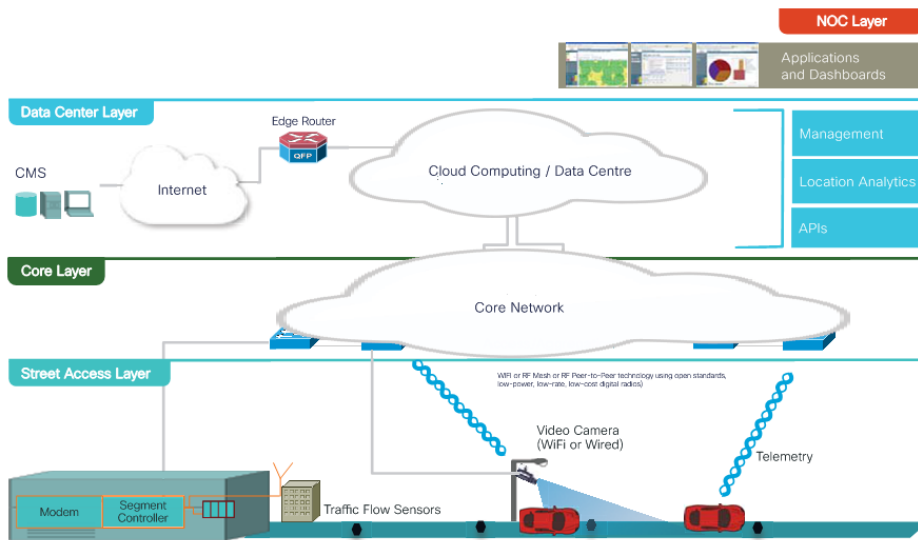 NOC Layer
Applications
and Dashboards
Data Center Layer
Edge Router
QFP
CMS
Internet
Cloud Computing / Data Centre
Management
Location Analytics
APIs
Core Layer
Core Network
Street Access Layer
WiFi or RF Mesh or RF Peer-to-Peer technology using open standards,
low-power, low-rate, low-cost digital radios)
Video Camera
(WiFi or Wired)
Telemetry
Modem
Segment
Controller
Traffic Flow Sensors